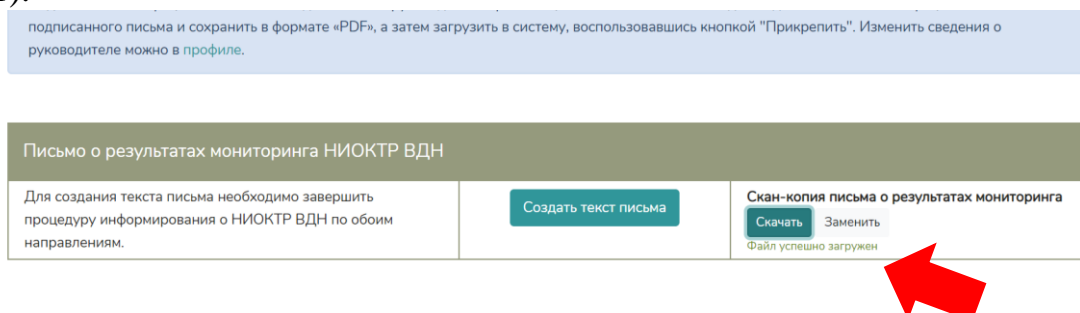 подписанного письма и сохранить в формате «PDF», а затем загрузить в систему, воспользовавшись кнопкой "Прикрепить". Изменить сведения о
руководителе можно в профиле.
Письмо о результатах мониторинга НИОКТР ВДН
Для создания текста письма необходимо завершить
процедуру информирования о НИОКТР ВДН по обоим
направлениям.
Создать текст письма
Скан-копия письма о результатах мониторинга
Скачать Заменить
Файл успешно загружен